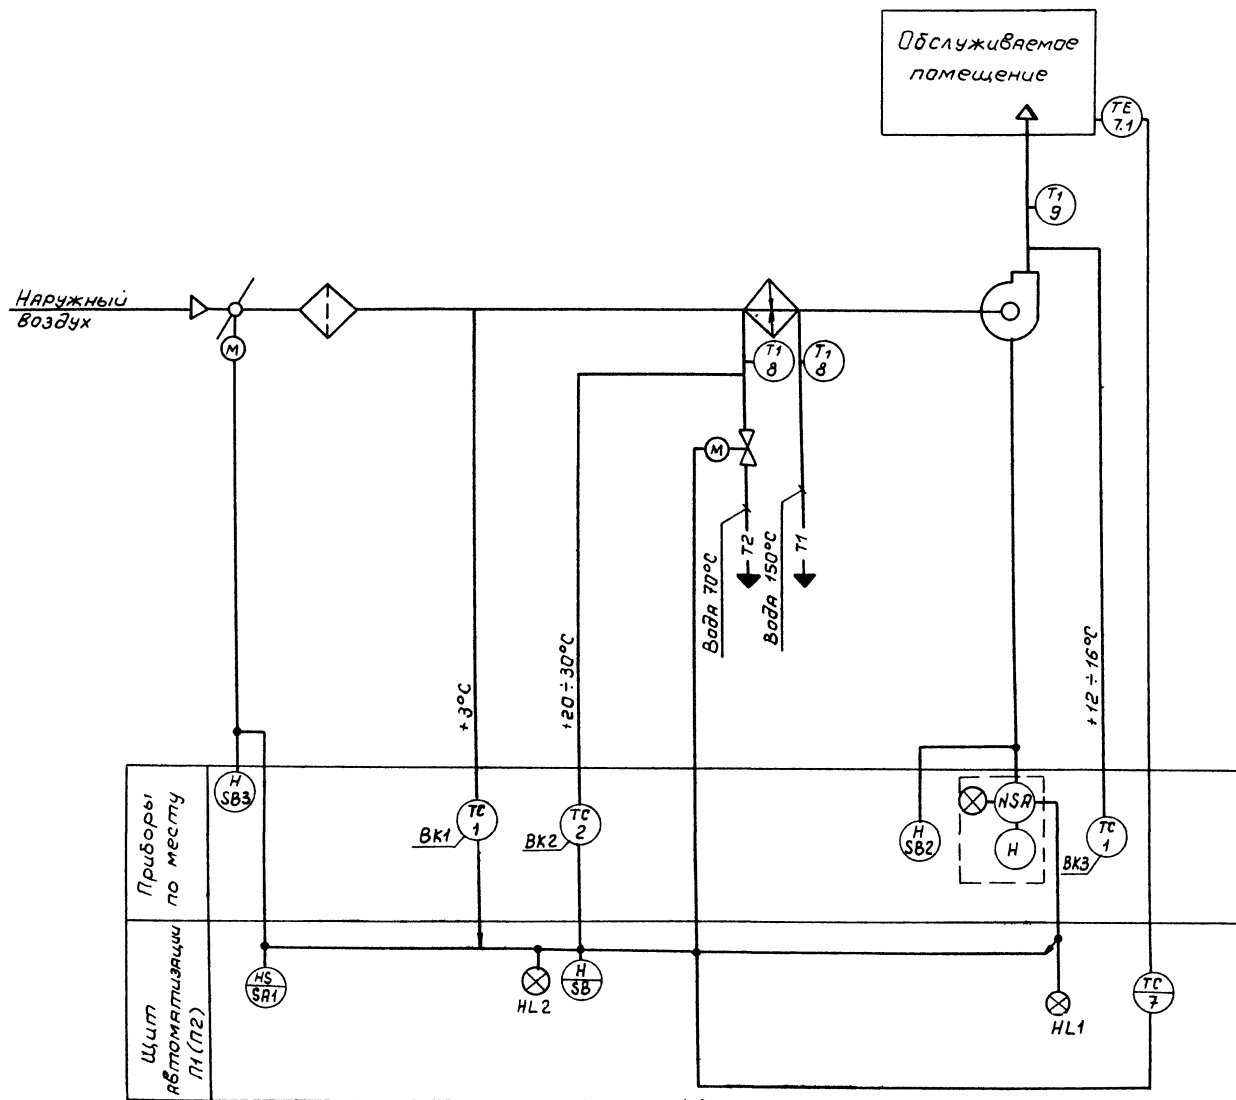 Обслуживаемое
помещение
TE
7.1
T1
9
Наружный
воздух
M
T1
8
T1
8
M
Вода 70°С
T2
Вода 150°С
T1
+3°С
+20÷30°С
+12÷16°С
Приборы
по месту
H
SB3
BK1
TC
1
BK2
TC
2
H
SB2
NSA
H
BK3
TC
1
Щит
автоматизации
П1(П2)
HS
SA1
HL2
H
SB
HL1
TC
7